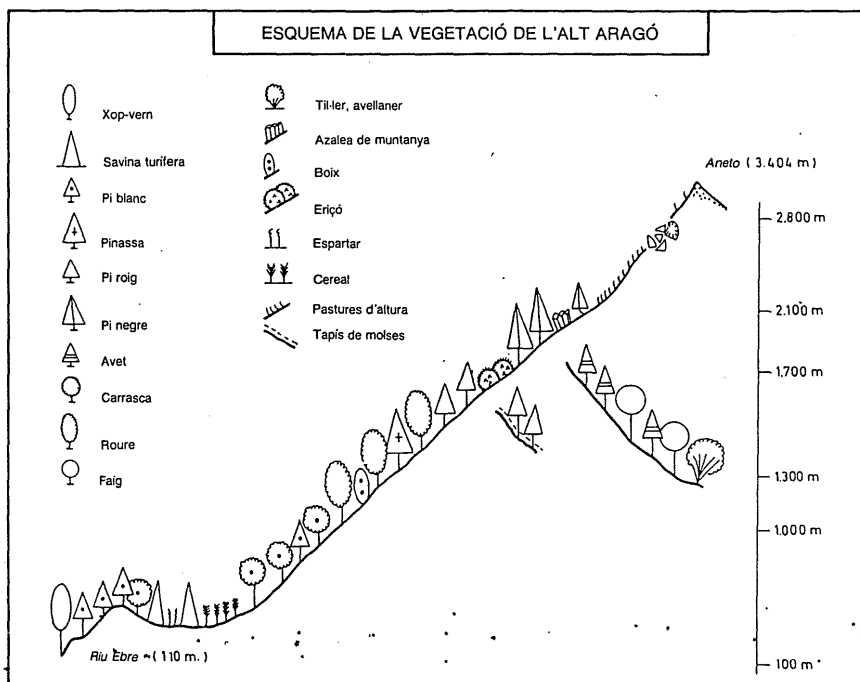 ESQUEMA DE LA VEGETACIÓ DE L'ALT ARAGÓ
Xop-vern
Savina turífera
Pi blanc
Pinassa
Pi roig
Pi negre
Avet
Carrasca
Roure
Faig
Til·ler, avellaner
Azalea de muntanya
Boix
Eriçó
Espartar
Cereal
Pastures d'altura
Tapís de molses
Aneto (3.404 m)
2,800 m
2.100 m
1,700 m
1.300 m
1.000 m
100 m
Riu Ebre (110 m.)